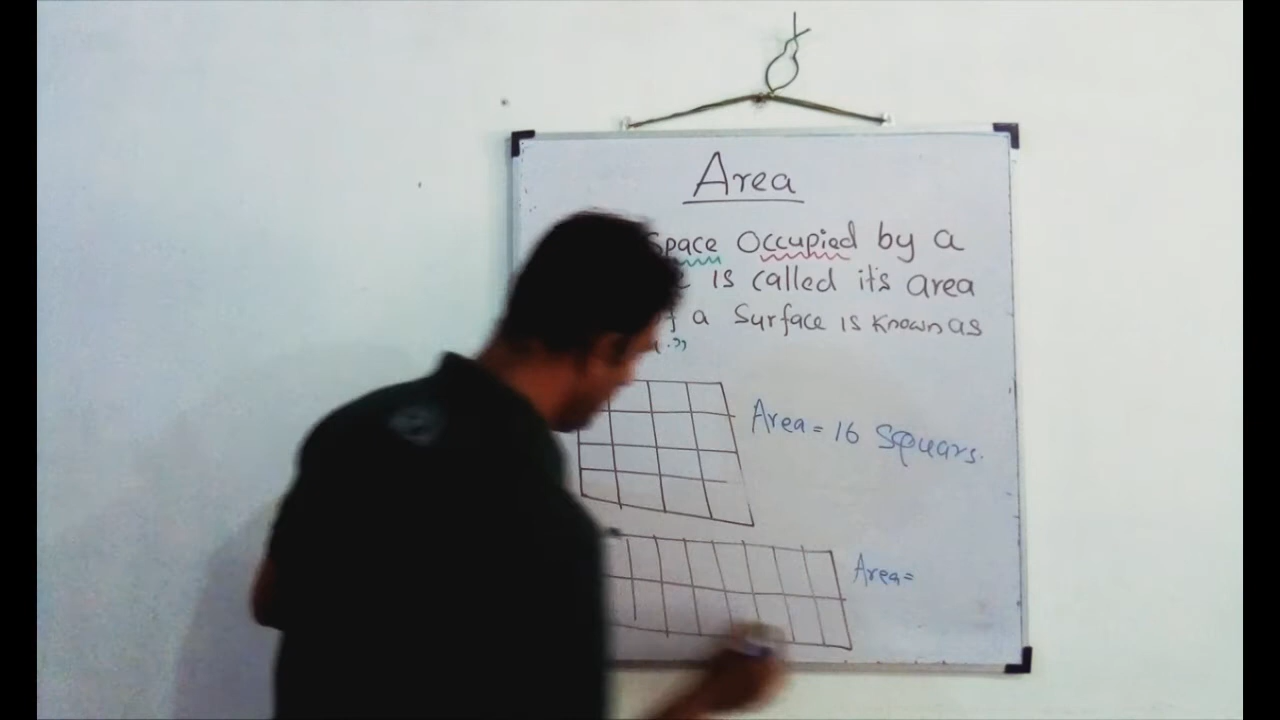 Area
Space Occupied by a
is called it's area
a Surface is known as
Area = 16 Squars.
Area =